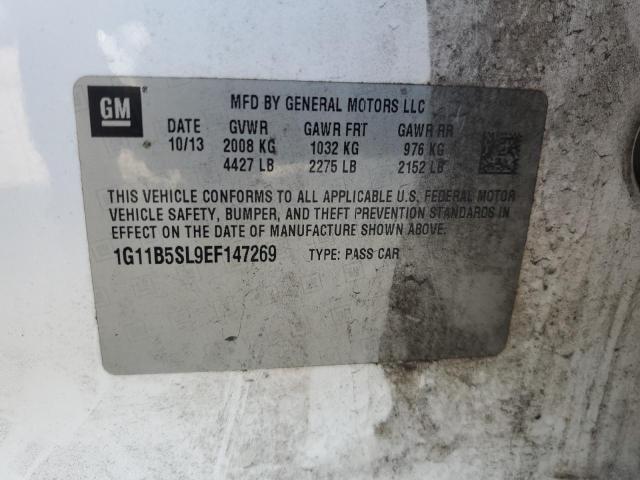 GM
MFD BY GENERAL MOTORS LLC
DATE GVWR GAWR FRT GAWR RR
10/13 2008 KG 1032 KG 976 KG
4427 LB 2275 LB 2152 LB
THIS VEHICLE CONFORMS TO ALL APPLICABLE U.S. FEDERAL MOTOR
VEHICLE SAFETY, BUMPER, AND THEFT PREVENTION STANDARDS IN
EFFECT ON THE DATE OF MANUFACTURE SHOWN ABOVE.
1G11B5SL9EF147269 TYPE: PASS CAR